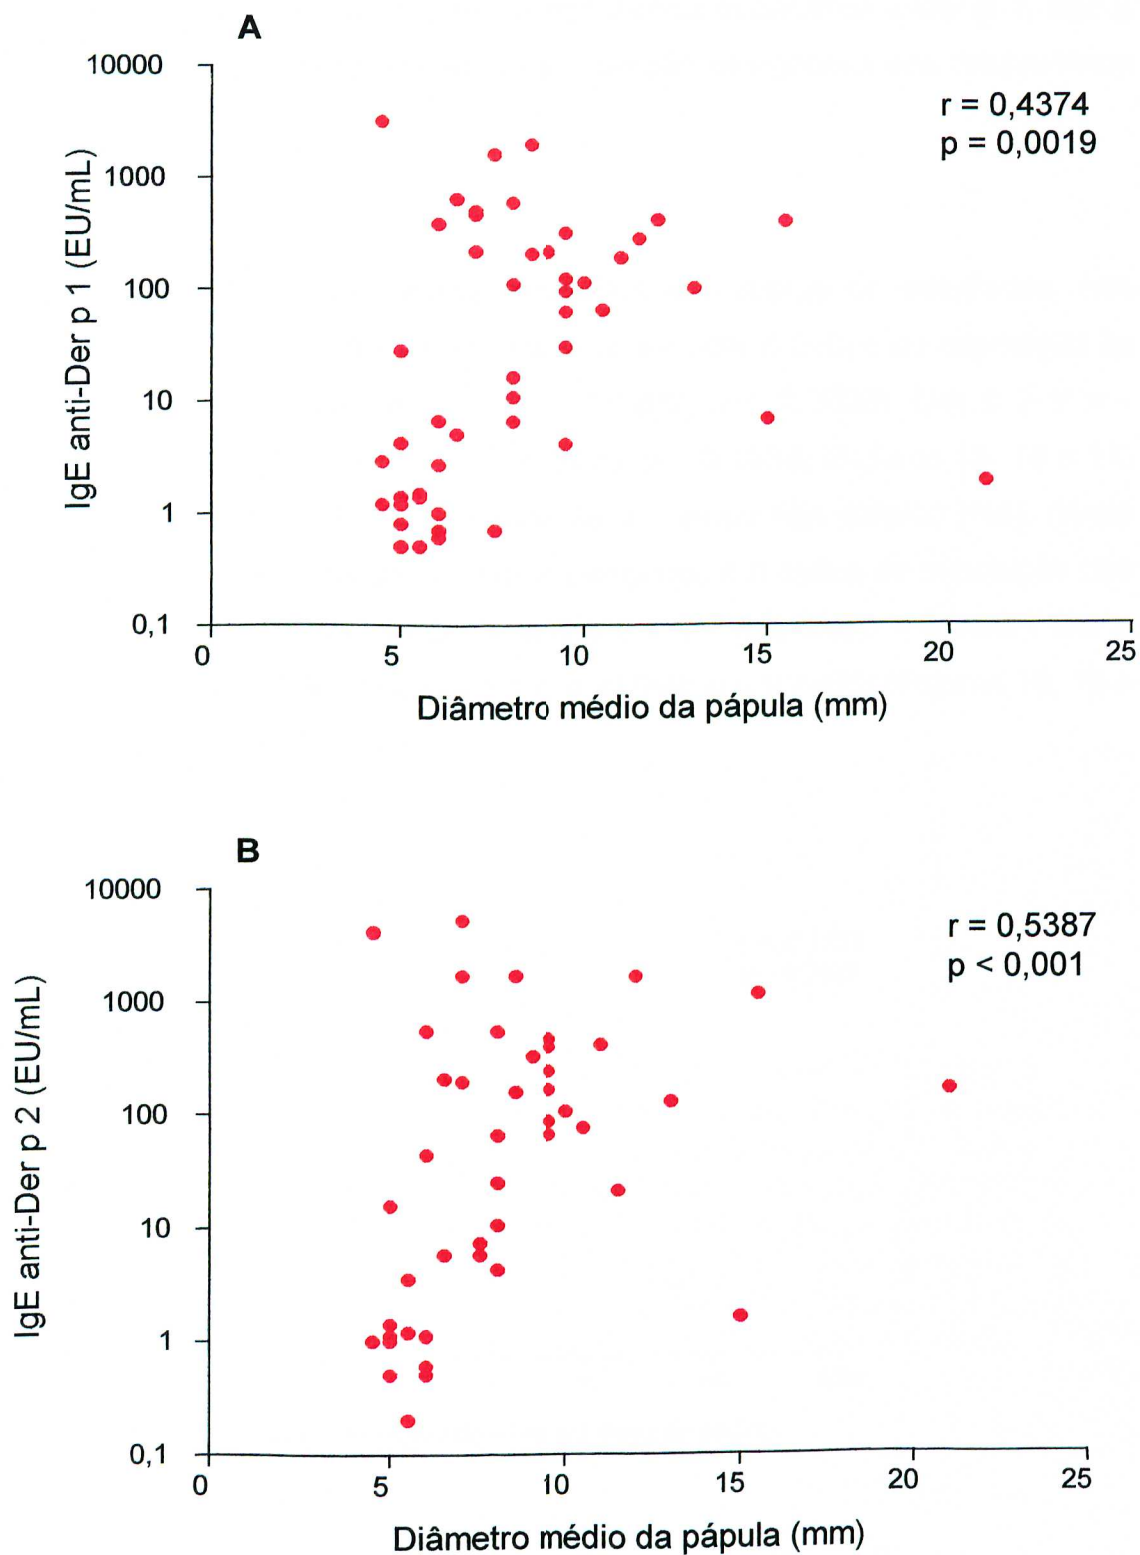 A
10000
1000
100
10
1
0,1
IgE anti-Der p 1 (EU/mL)
r = 0,4374
p = 0,0019
0 5 10 15 20 25
Diâmetro médio da pápula (mm)
B
10000
1000
100
10
1
0,1
IgE anti-Der p 2 (EU/mL)
r = 0,5387
p < 0,001
0 5 10 15 20 25
Diâmetro médio da pápula (mm)